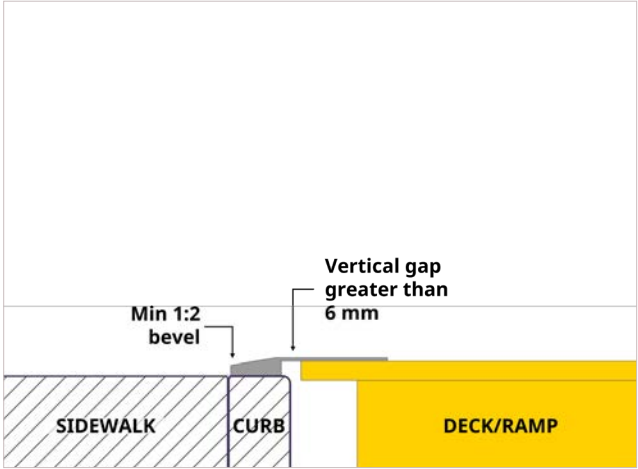 Vertical gap
greater than
6 mm
Min 1:2
bevel
SIDEWALK
CURB
DECK/RAMP